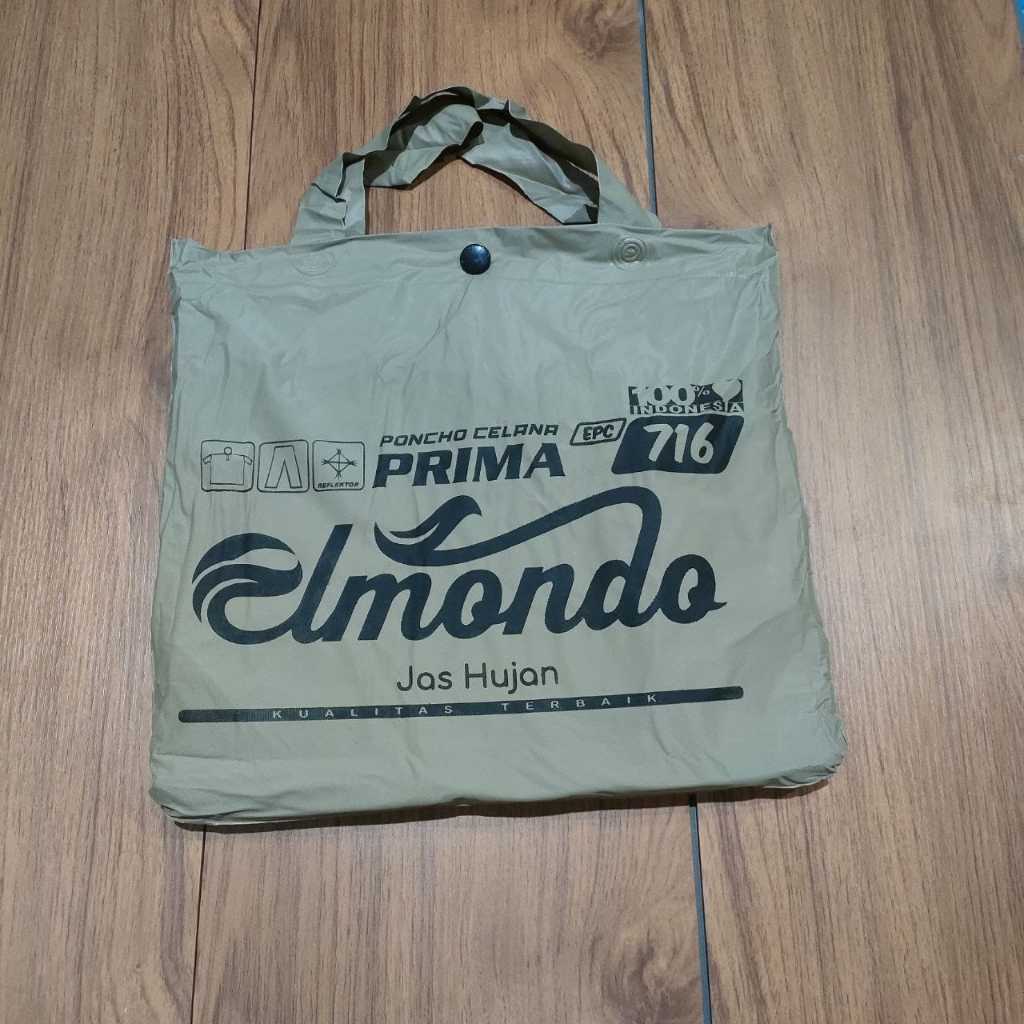 100%
INDONESIA
PONCHO CELANA EPC 716
REFLEKTOR PRIMA
Elmondo
Jas Hujan
KUALITAS TERBAIK